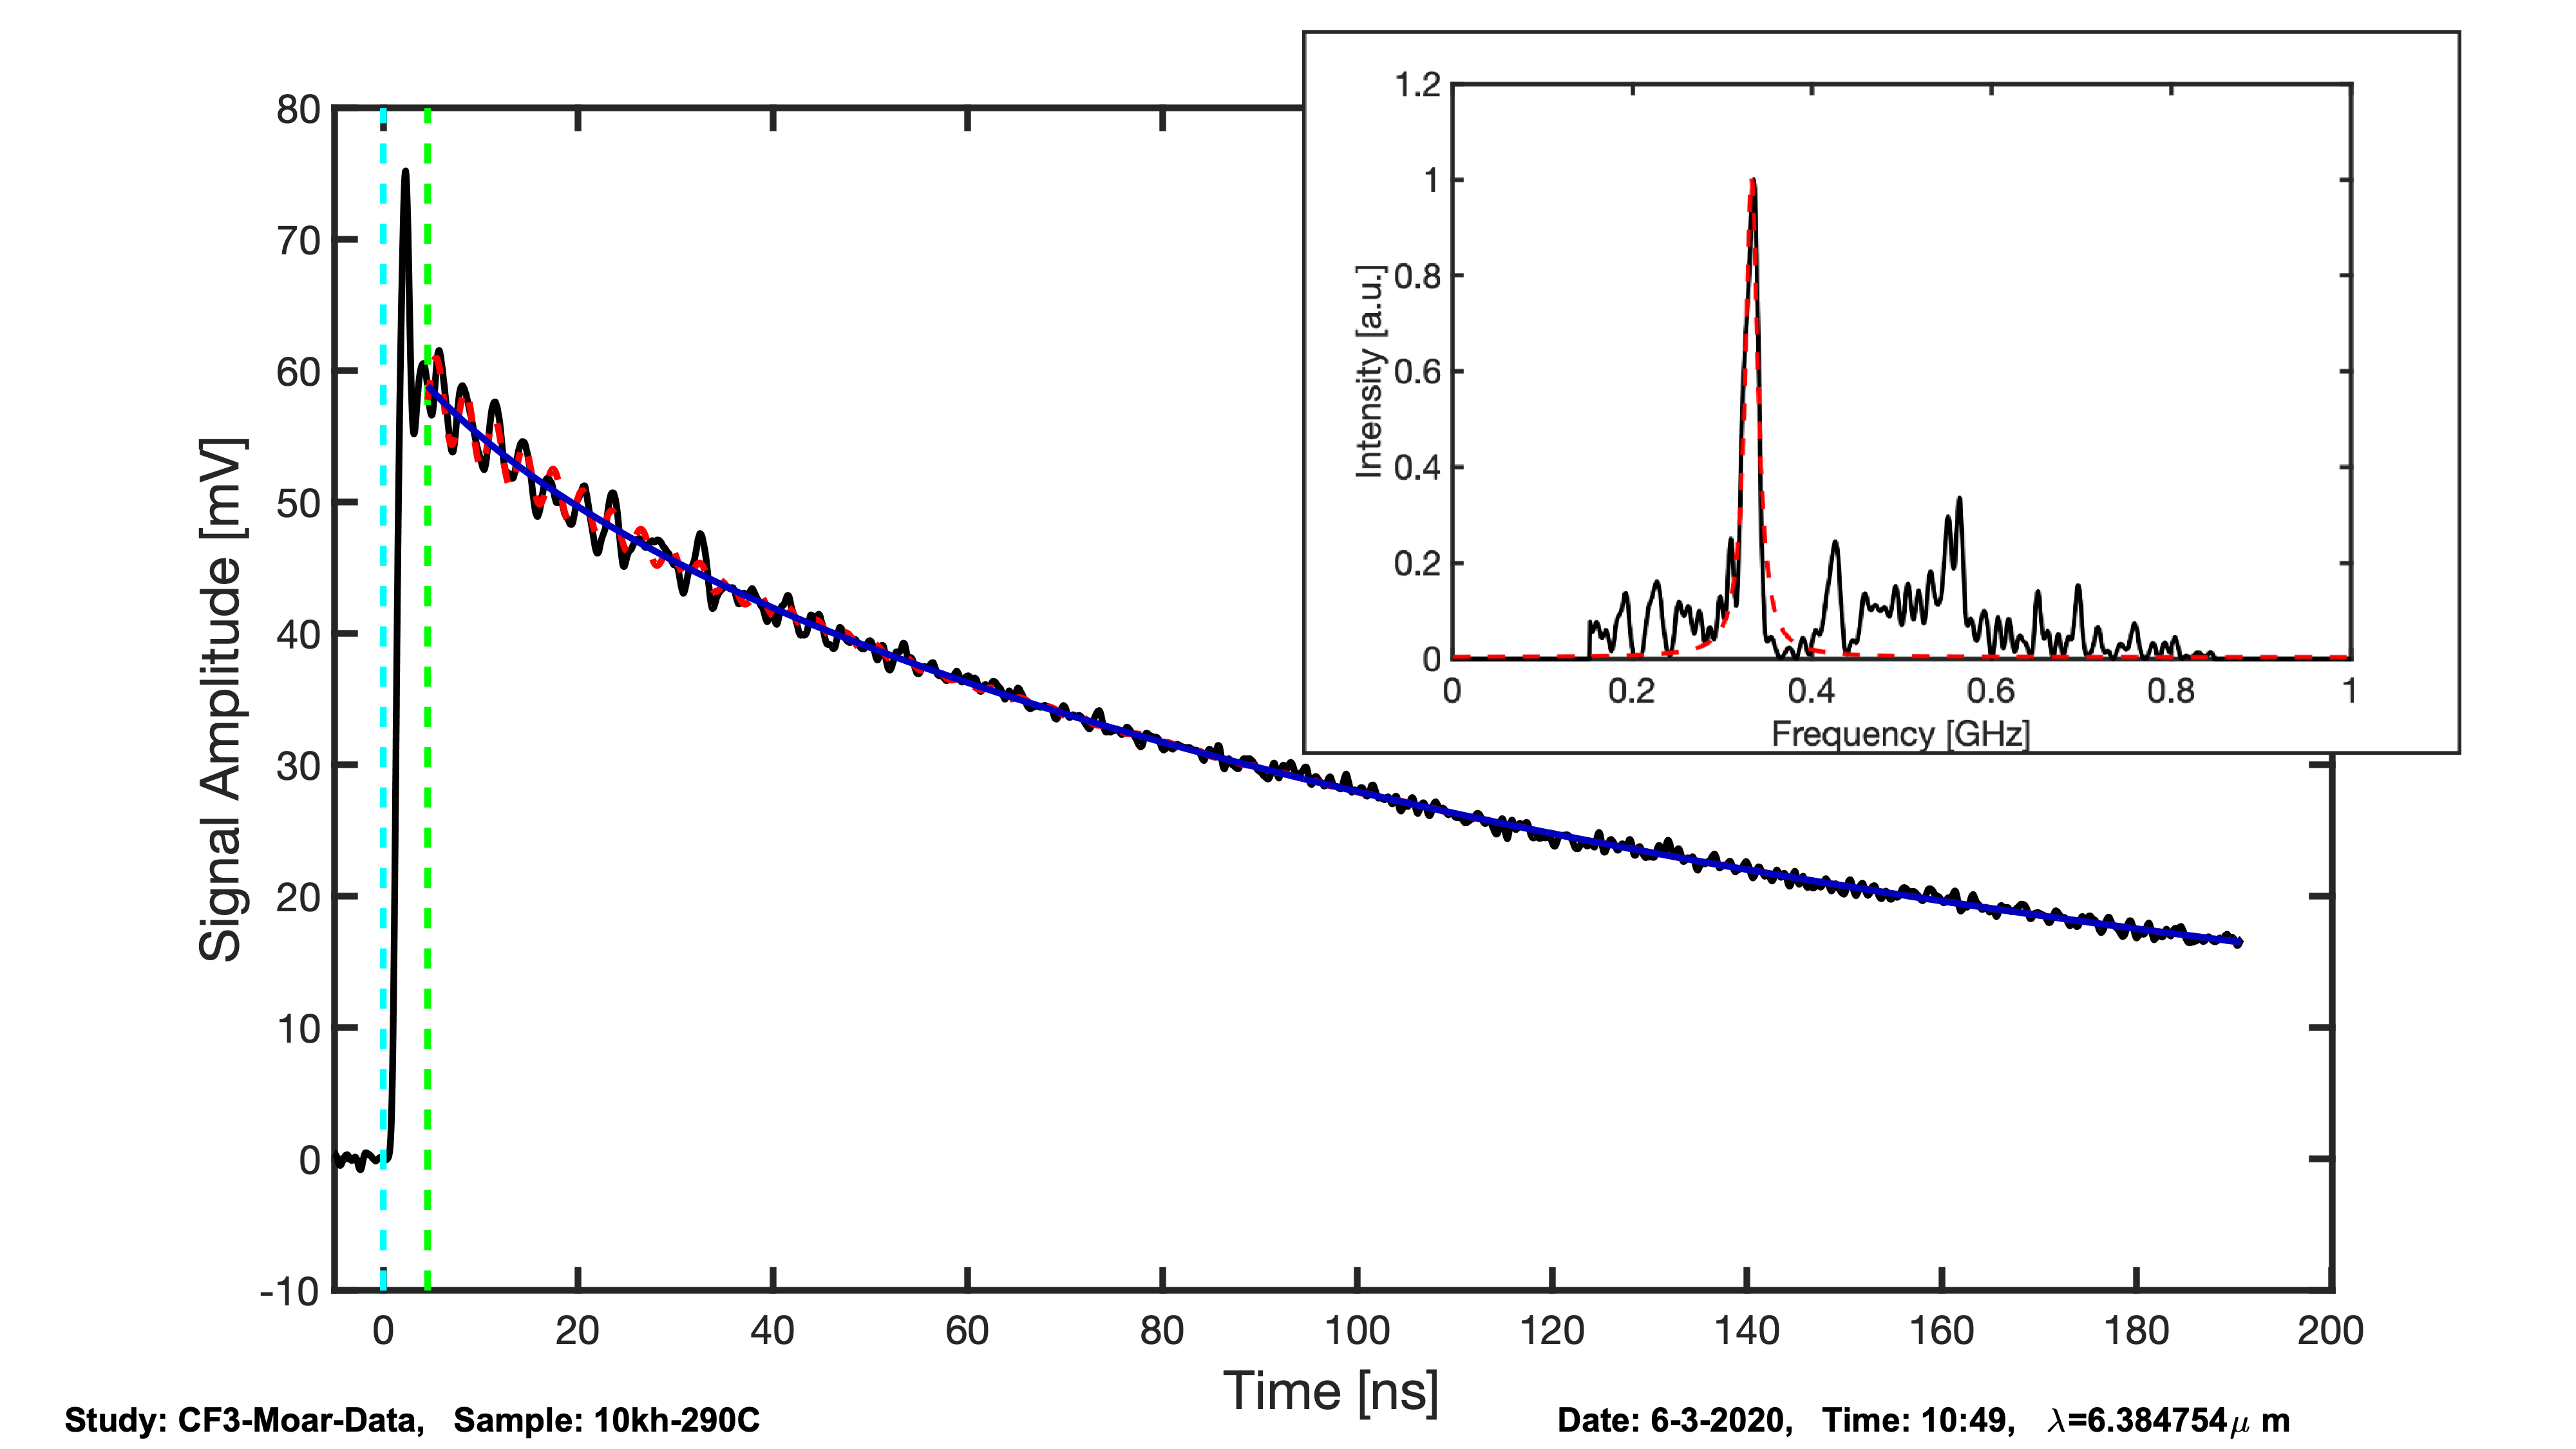 1.2
1
0.8
0.6
0.4
0.2
0
Intensity [a.u.]
0 0.2 0.4 0.6 0.8 1
Frequency [GHz]
80
70
60
50
40
30
20
10
0
-10
Signal Amplitude [mV]
0 20 40 60 80 100 120 140 160 180 200
Time [ns]
Study: CF3-Moar-Data, Sample: 10kh-290C
Date: 6-3-2020, Time: 10:49, λ=6.384754μ m